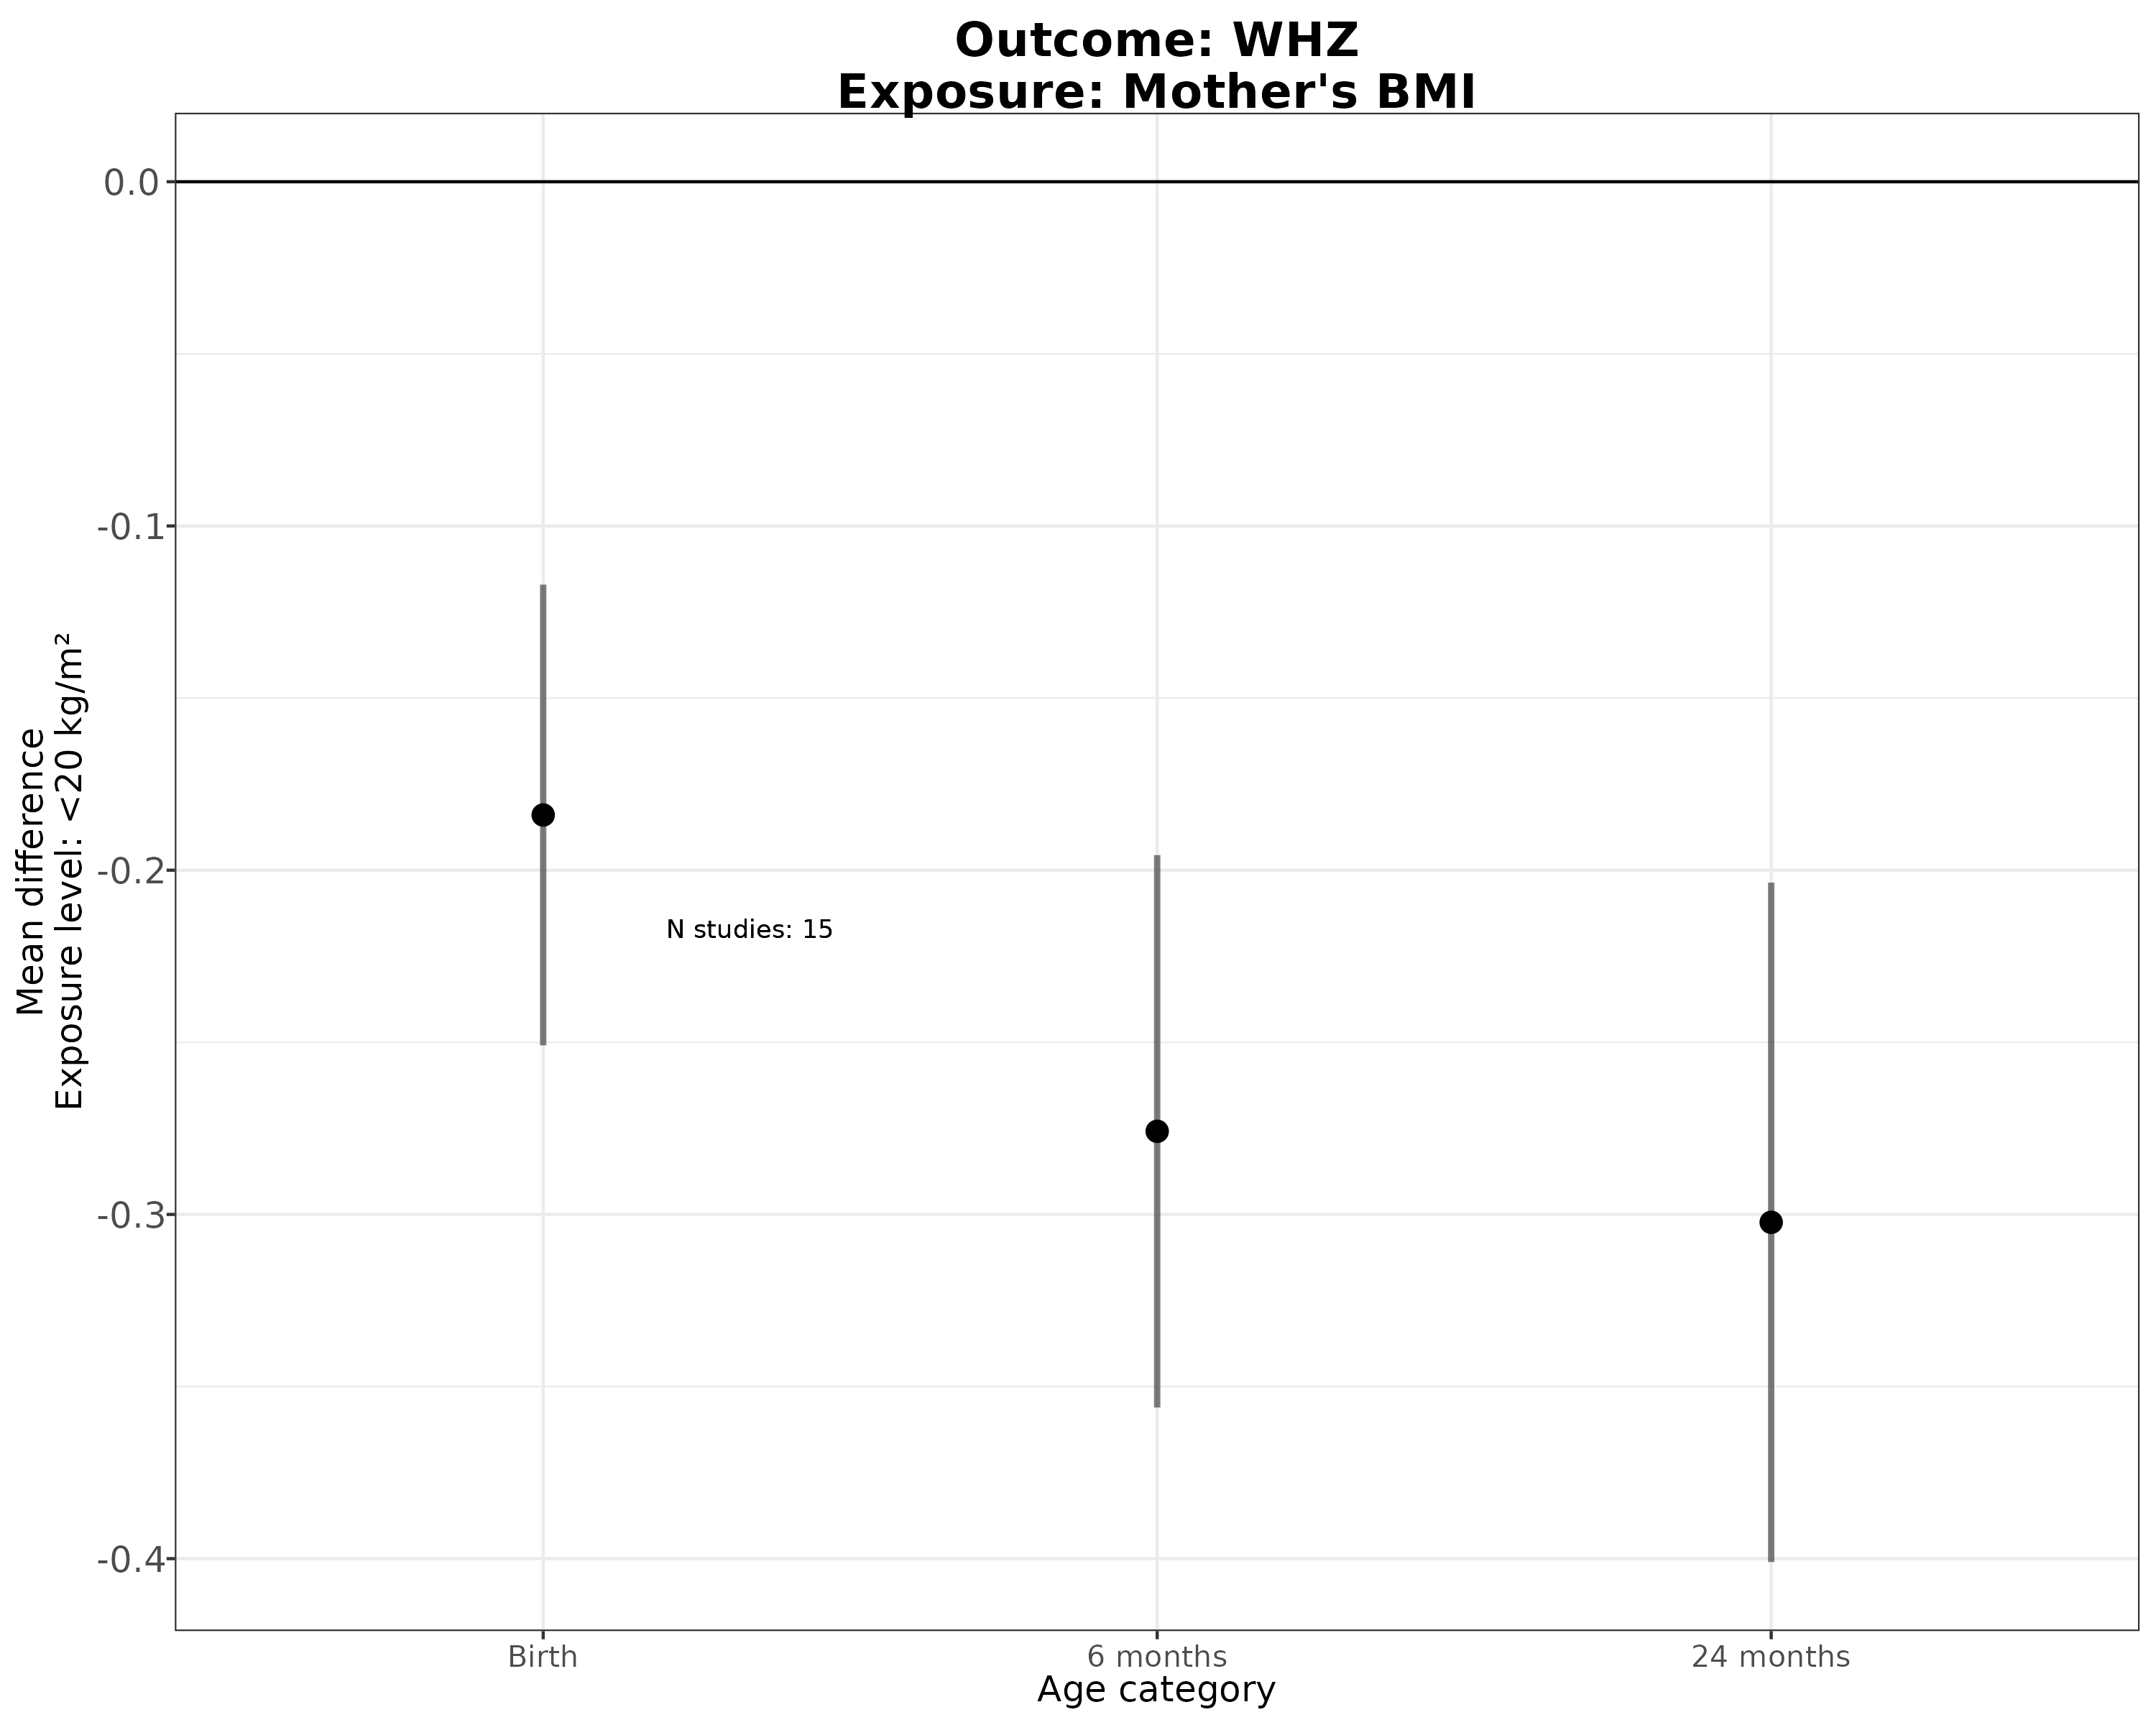 Outcome: WHZ
Exposure: Mother's BMI
Mean difference
Exposure level: <20 kg/m²
0.0
-0.1
-0.2
-0.3
-0.4
N studies: 15
Birth
6 months
24 months
Age category